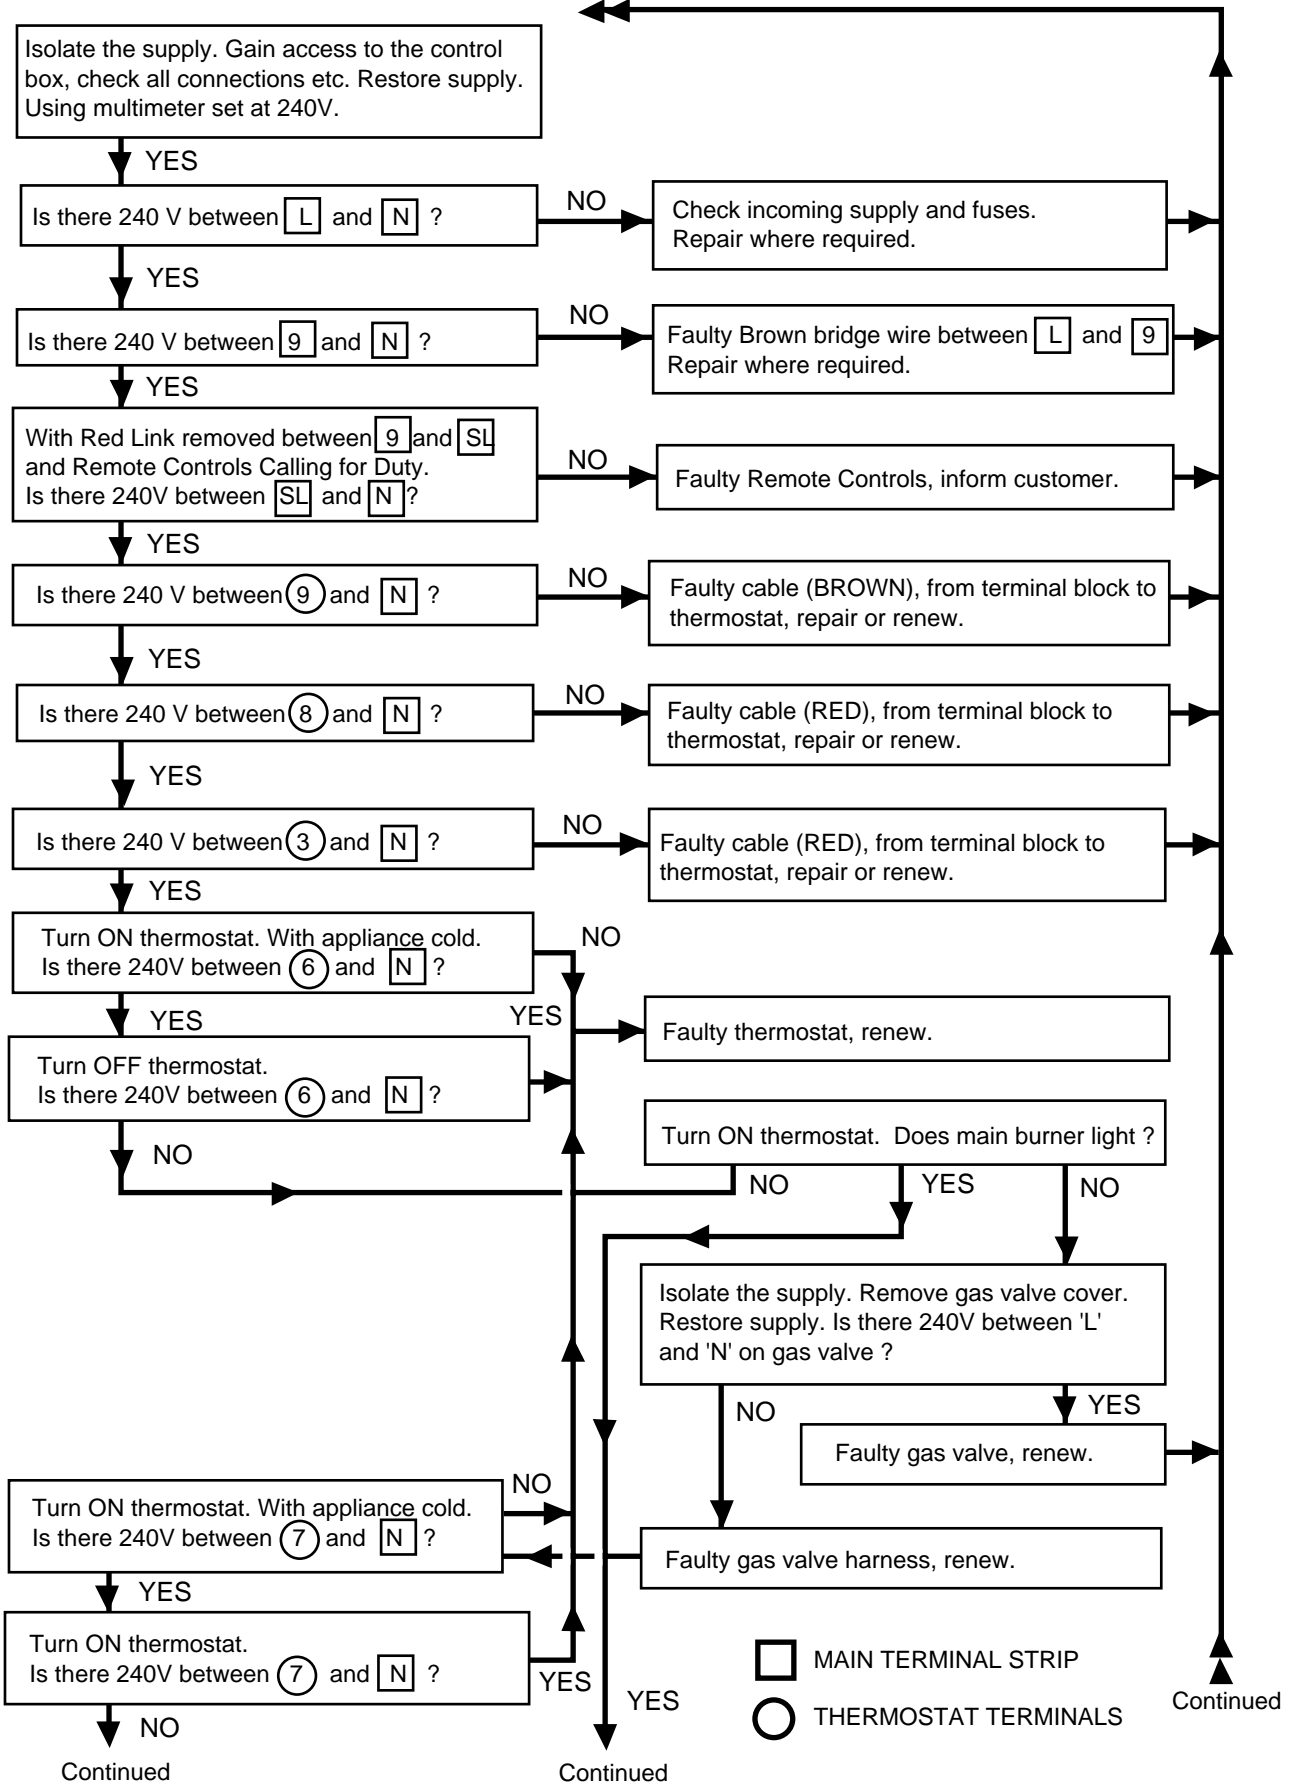 Isolate the supply. Gain access to the control
box, check all connections etc. Restore supply.
Using multimeter set at 240V.
YES
Is there 240 V between L and N ?
NO
Check incoming supply and fuses.
Repair where required.
YES
Is there 240 V between 9 and N ?
NO
Faulty Brown bridge wire between L and 9
Repair where required.
YES
With Red Link removed between 9 and SL
and Remote Controls Calling for Duty.
Is there 240V between SL and N ?
NO
Faulty Remote Controls, inform customer.
YES
Is there 240 V between 9 and N ?
NO
Faulty cable (BROWN), from terminal block to
thermostat, repair or renew.
YES
Is there 240 V between 8 and N ?
NO
Faulty cable (RED), from terminal block to
thermostat, repair or renew.
YES
Is there 240 V between 3 and N ?
NO
Faulty cable (RED), from terminal block to
thermostat, repair or renew.
YES
Turn ON thermostat. With appliance cold.
Is there 240V between 6 and N ?
NO
YES
YES
Faulty thermostat, renew.
Turn OFF thermostat.
Is there 240V between 6 and N ?
NO
Turn ON thermostat. Does main burner light ?
NO
YES
NO
Isolate the supply. Remove gas valve cover.
Restore supply. Is there 240V between 'L'
and 'N' on gas valve ?
NO
YES
Faulty gas valve, renew.
Turn ON thermostat. With appliance cold.
Is there 240V between 7 and N ?
NO
Faulty gas valve harness, renew.
YES
Turn ON thermostat.
Is there 240V between 7 and N ?
YES
NO
Continued
YES
Continued
MAIN TERMINAL STRIP
THERMOSTAT TERMINALS
Continued